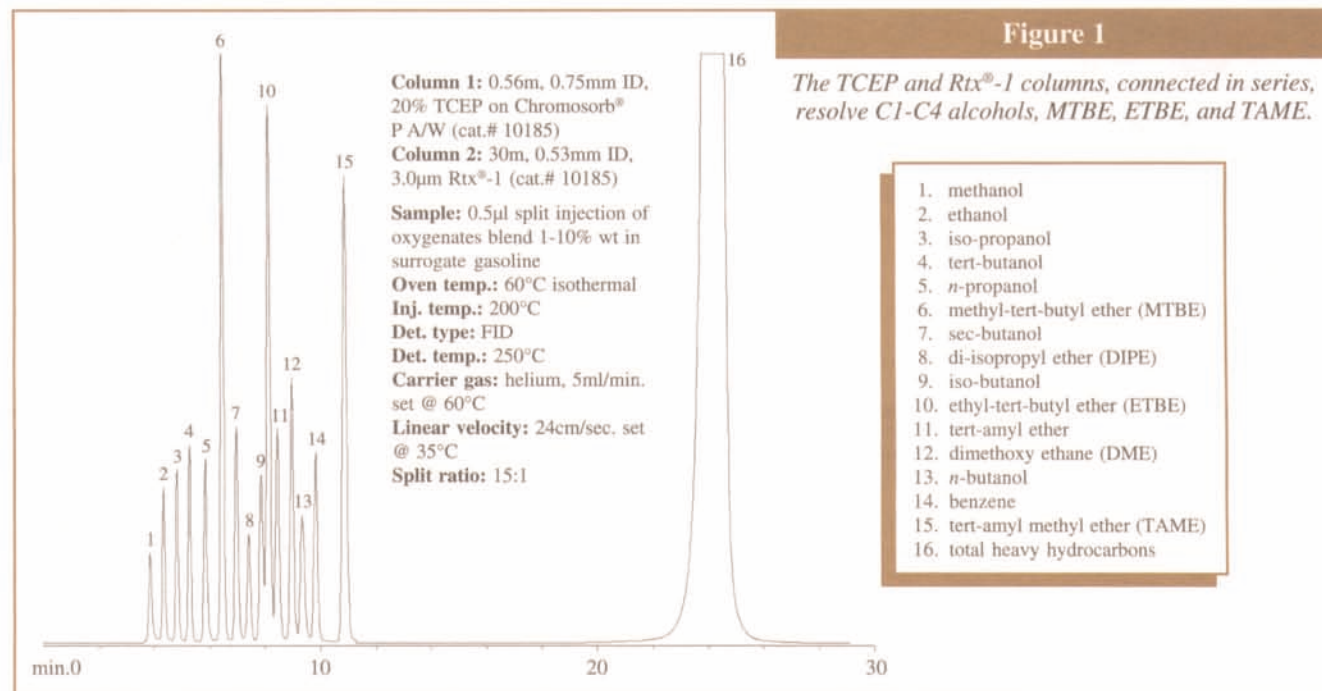 Figure 1
The TCEP and Rtx®-1 columns, connected in series,
resolve C1-C4 alcohols, MTBE, ETBE, and TAME.
Column 1: 0.56m, 0.75mm ID,
20% TCEP on Chromosorb®
P A/W (cat.# 10185)
Column 2: 30m, 0.53mm ID,
3.0µm Rtx®-1 (cat.# 10185)
Sample: 0.5µl split injection of
oxygenates blend 1-10% wt in
surrogate gasoline
Oven temp.: 60°C isothermal
Inj. temp.: 200°C
Det. type: FID
Det. temp.: 250°C
Carrier gas: helium, 5ml/min.
set @ 60°C
Linear velocity: 24cm/sec. set
@ 35°C
Split ratio: 15:1
1. methanol
2. ethanol
3. iso-propanol
4. tert-butanol
5. n-propanol
6. methyl-tert-butyl ether (MTBE)
7. sec-butanol
8. di-isopropyl ether (DIPE)
9. iso-butanol
10. ethyl-tert-butyl ether (ETBE)
11. tert-amyl ether
12. dimethoxy ethane (DME)
13. n-butanol
14. benzene
15. tert-amyl methyl ether (TAME)
16. total heavy hydrocarbons
1
2
3
4
5
6
7
8
9
10
11
12
13
14
15
16
min.0 10 20 30